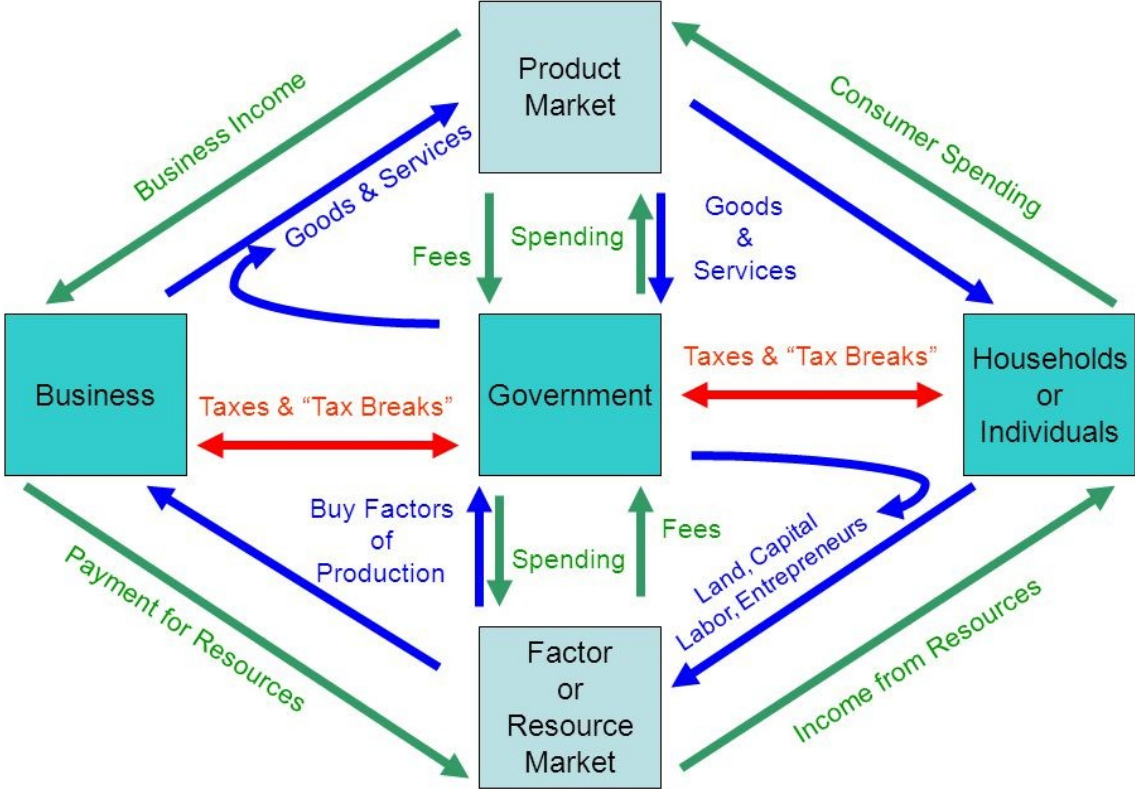 Product
Market
Business Income
Consumer Spending
Goods & Services
Fees
Spending
Goods
&
Services
Business
Taxes & "Tax Breaks"
Government
Taxes & “Tax Breaks”
Households
or
Individuals
Buy Factors
of
Production
Spending
Fees
Land, Capital
Labor, Entrepreneurs
Payment for Resources
Income from Resources
Factor
or
Resource
Market